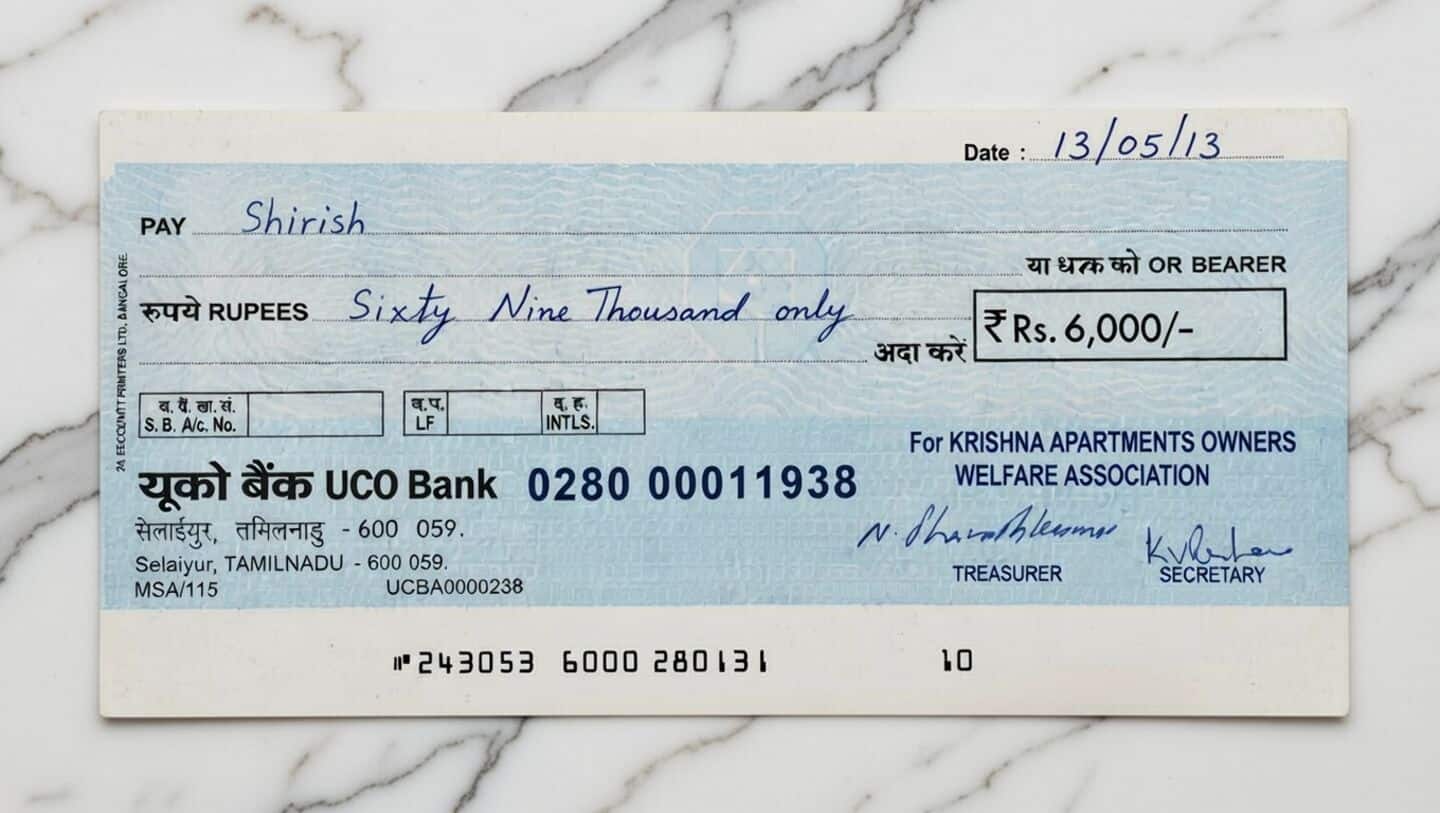 Date : 13/05/13
PAY Shirish
या धारक को OR BEARER
रुपये RUPEES Sixty Nine Thousand only
अदा करें ₹ Rs. 6,000/-
S. B. A/c. No.
LF
INTLS.
For KRISHNA APARTMENTS OWNERS
WELFARE ASSOCIATION
यूको बैंक UCO Bank 0280 00011938
सेलाईयुर, तमिलनाडु - 600 059.
Selaiyur, TAMILNADU - 600 059.
MSA/115 UCBA0000238
TREASURER
SECRETARY
⑈243053 6000 280131 10